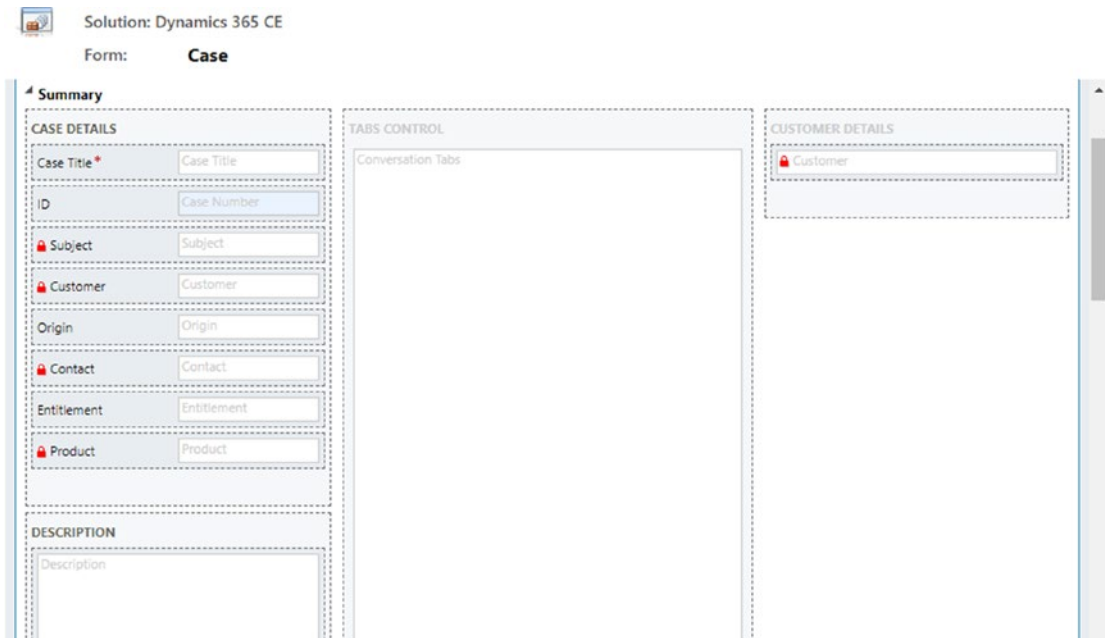 Solution: Dynamics 365 CE
Form: Case
Summary
CASE DETAILS
Case Title* Case Title
ID Case Number
Subject Subject
Customer Customer
Origin Origin
Contact Contact
Entitlement Entitlement
Product Product
DESCRIPTION
Description
TABS CONTROL
Conversation Tabs
CUSTOMER DETAILS
Customer